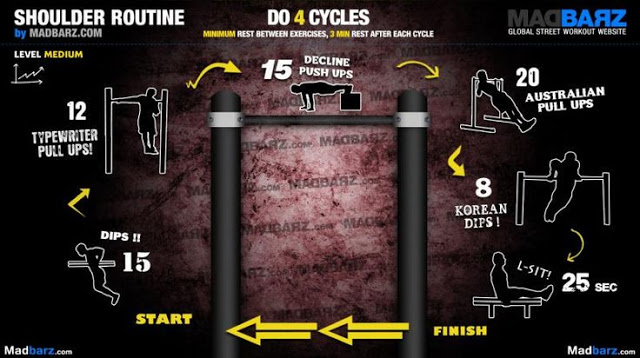 SHOULDER ROUTINE
by MADBARZ.COM
DO 4 CYCLES
MINIMUM REST BETWEEN EXERCISES, 3 MIN REST AFTER EACH CYCLE
MADBARZ
GLOBAL STREET WORKOUT WEBSITE
LEVEL MEDIUM
START
DIPS !!
15
12
TYPEWRITER
PULL UPS!
15 DECLINE
PUSH UPS
20
AUSTRALIAN
PULL UPS
8
KOREAN
DIPS !
L-SIT!
25 SEC
FINISH
MADBARZ.com
Madbarz.com
Madbarz.com